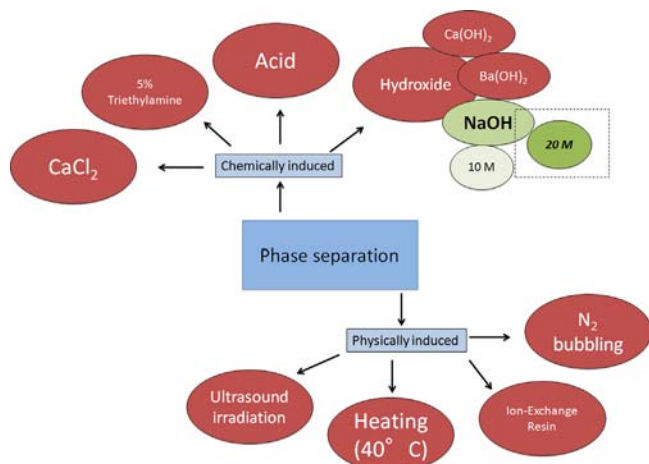 Ca(OH)₂
Acid
5%
Triethylamine
Hydroxide
Ba(OH)₂
NaOH
20 M
CaCl₂
Chemically induced
10 M
Phase separation
N₂
bubbling
Physically induced
Ultrasound
irradiation
Heating
(40° C)
Ion-Exchange
Resin